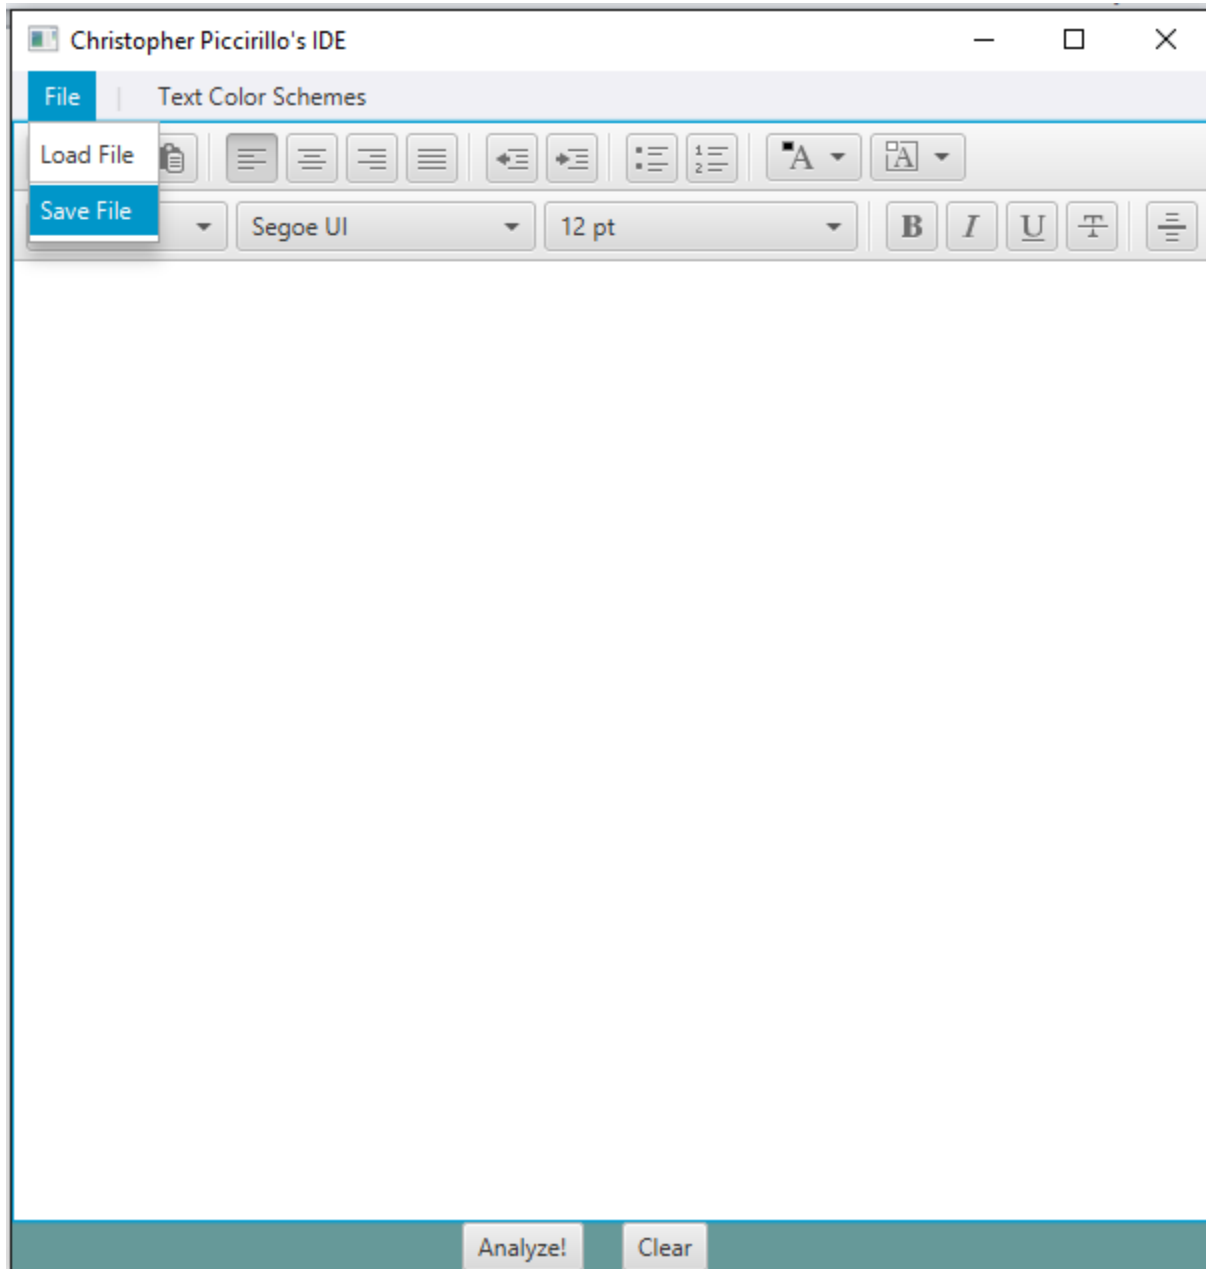 Christopher Piccirillo's IDE
File | Text Color Schemes
Load File
Save File
Segoe UI 12 pt B I U T
Analyze! Clear